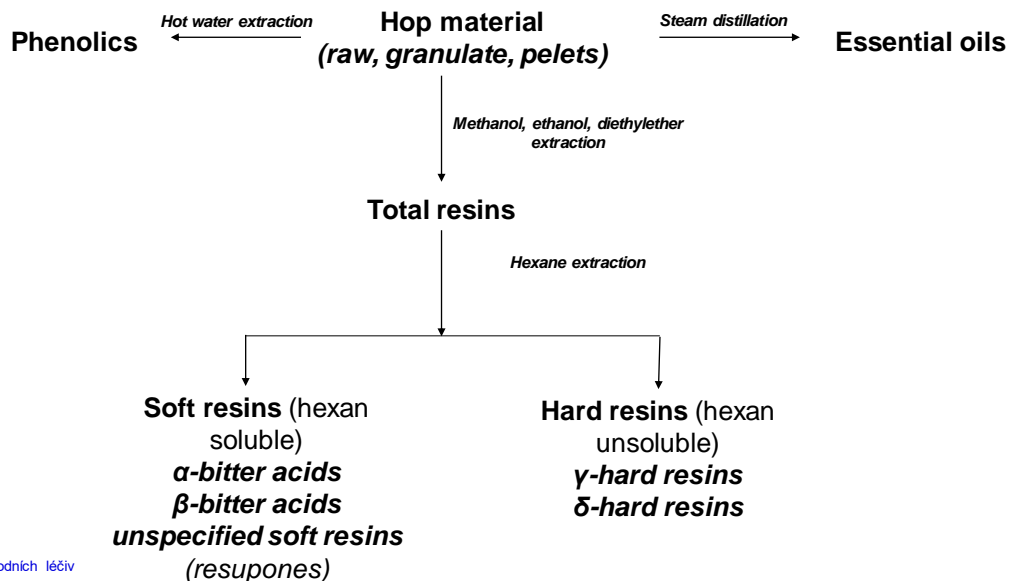 Phenolics
Hot water extraction
Hop material
(raw, granulate, pelets)
Steam distillation
Essential oils
Methanol, ethanol, diethylether
extraction
Total resins
Hexane extraction
Soft resins (hexan
soluble)
α-bitter acids
β-bitter acids
unspecified soft resins
(resupones)
Hard resins (hexan
unsoluble)
γ-hard resins
δ-hard resins
léčiv